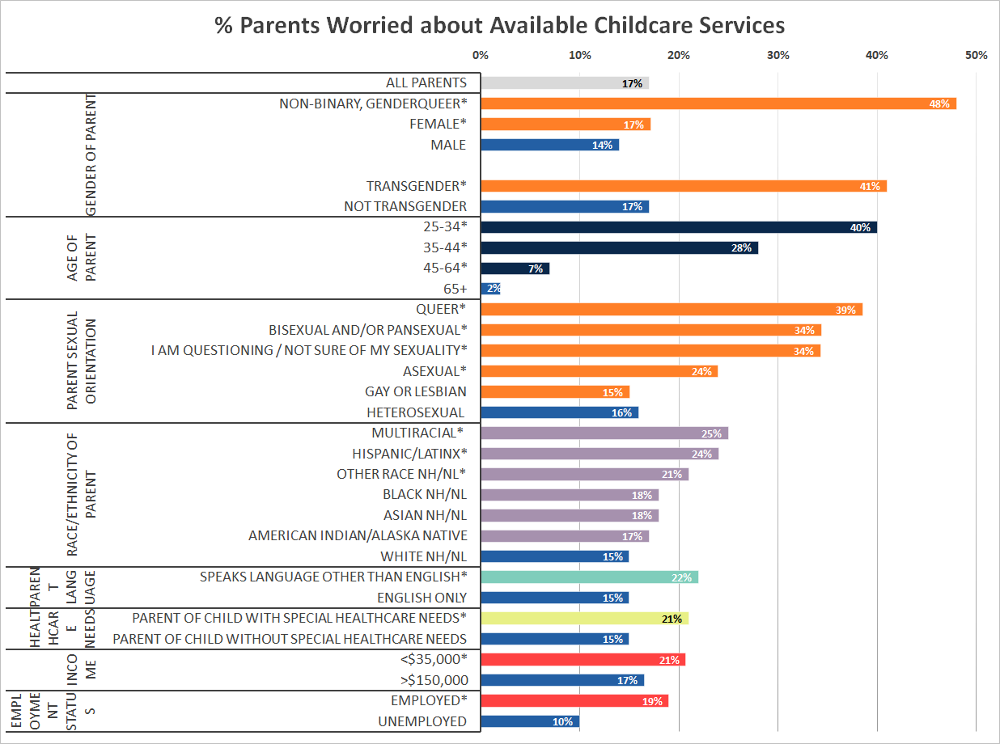 % Parents Worried about Available Childcare Services
0% 10% 20% 30% 40% 50%
ALL PARENTS 17%
GENDER OF PARENT
NON-BINARY, GENDERQUEER* 48%
FEMALE* 17%
MALE 14%
TRANSGENDER* 41%
NOT TRANSGENDER 17%
AGE OF
PARENT
25-34* 40%
35-44* 28%
45-64* 7%
65+ 2%
PARENT SEXUAL
ORIENTATION
QUEER* 39%
BISEXUAL AND/OR PANSEXUAL* 34%
I AM QUESTIONING / NOT SURE OF MY SEXUALITY* 34%
ASEXUAL* 24%
GAY OR LESBIAN 15%
HETEROSEXUAL 16%
RACE/ETHNICITY OF
PARENT
MULTIRACIAL* 25%
HISPANIC/LATINX* 24%
OTHER RACE NH/NL* 21%
BLACK NH/NL 18%
ASIAN NH/NL 18%
AMERICAN INDIAN/ALASKA NATIVE 17%
WHITE NH/NL 15%
PAREN
T
LANG
UAGE
SPEAKS LANGUAGE OTHER THAN ENGLISH* 22%
ENGLISH ONLY 15%
HEALT
HCAR
E
NEEDS
PARENT OF CHILD WITH SPECIAL HEALTHCARE NEEDS* 21%
PARENT OF CHILD WITHOUT SPECIAL HEALTHCARE NEEDS 15%
INCO
ME
<$35,000* 21%
>$150,000 17%
EMPL
OYME
NT
STATU
S
EMPLOYED* 19%
UNEMPLOYED 10%